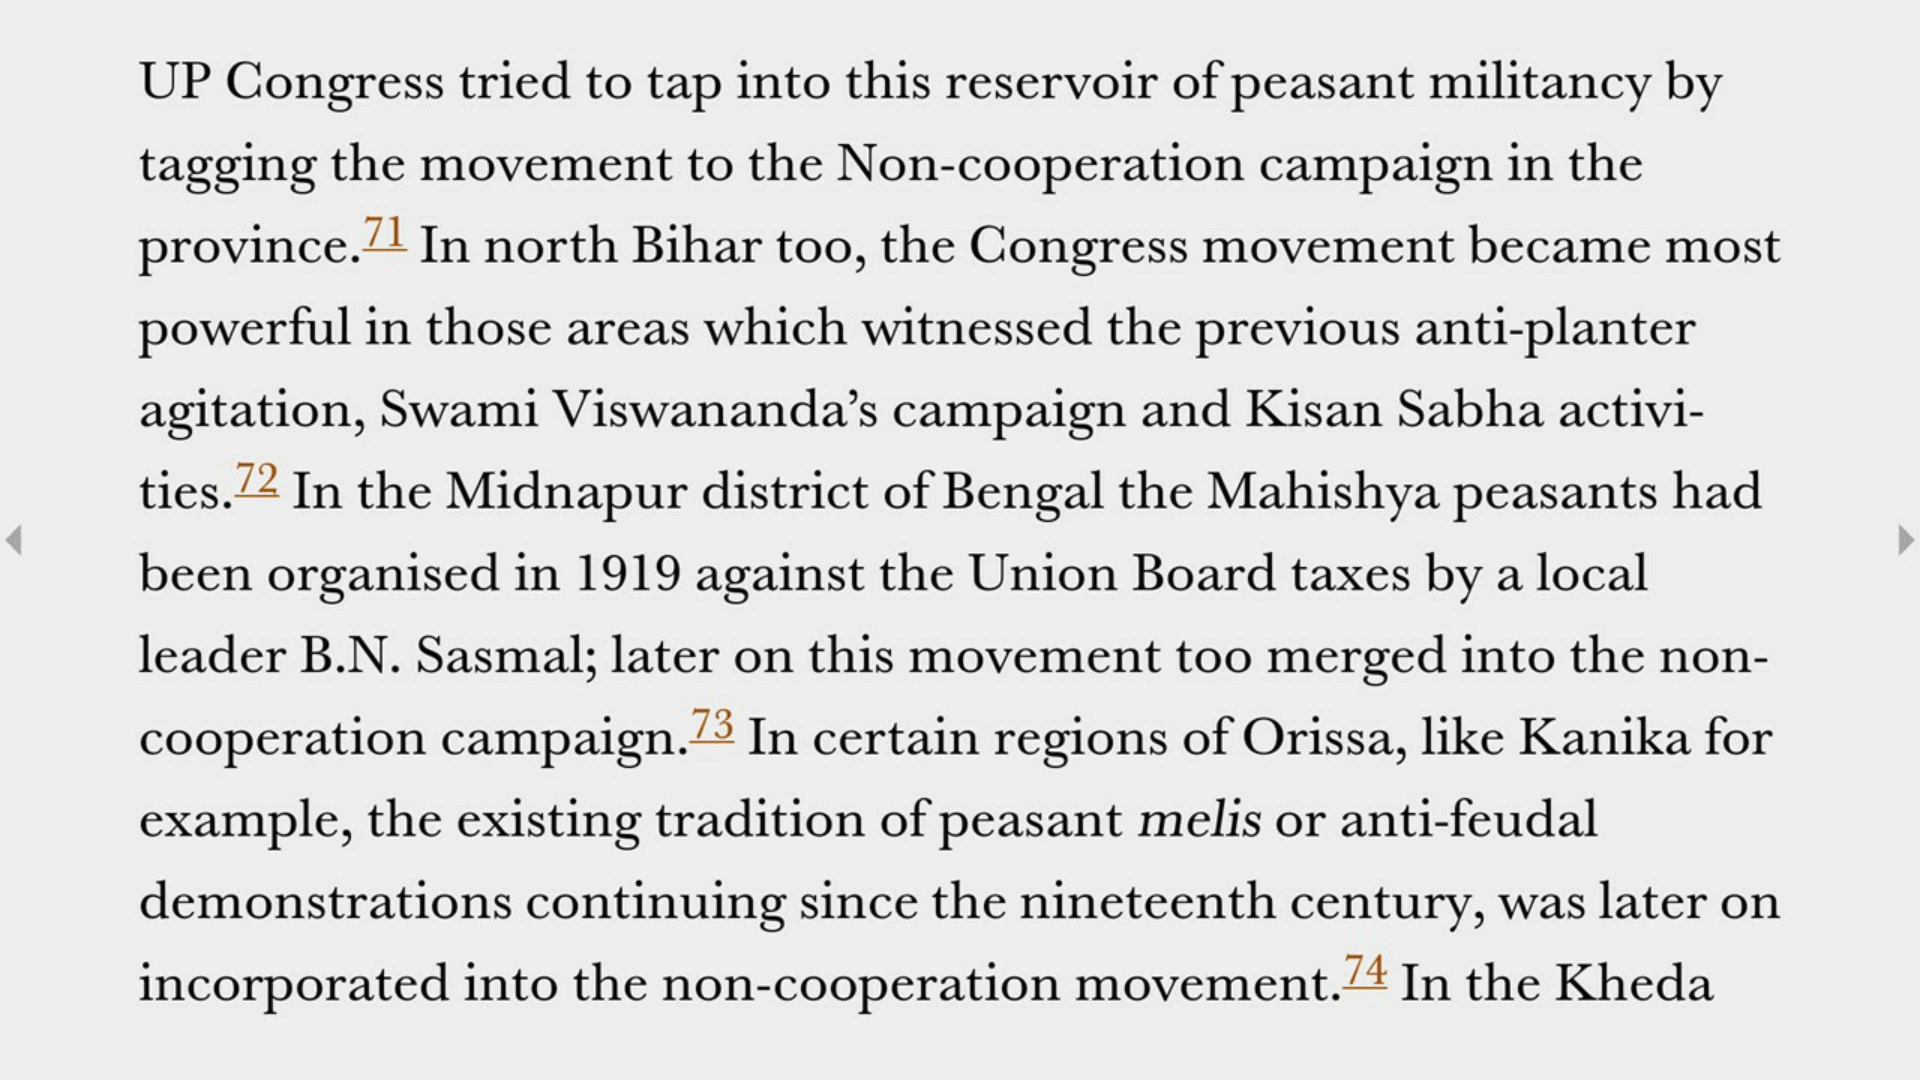 UP Congress tried to tap into this reservoir of peasant militancy by
tagging the movement to the Non-cooperation campaign in the
province.71 In north Bihar too, the Congress movement became most
powerful in those areas which witnessed the previous anti-planter
agitation, Swami Viswananda’s campaign and Kisan Sabha activi-
ties.72 In the Midnapur district of Bengal the Mahishya peasants had
been organised in 1919 against the Union Board taxes by a local
leader B.N. Sasmal; later on this movement too merged into the non-
cooperation campaign.73 In certain regions of Orissa, like Kanika for
example, the existing tradition of peasant melis or anti-feudal
demonstrations continuing since the nineteenth century, was later on
incorporated into the non-cooperation movement.74 In the Kheda